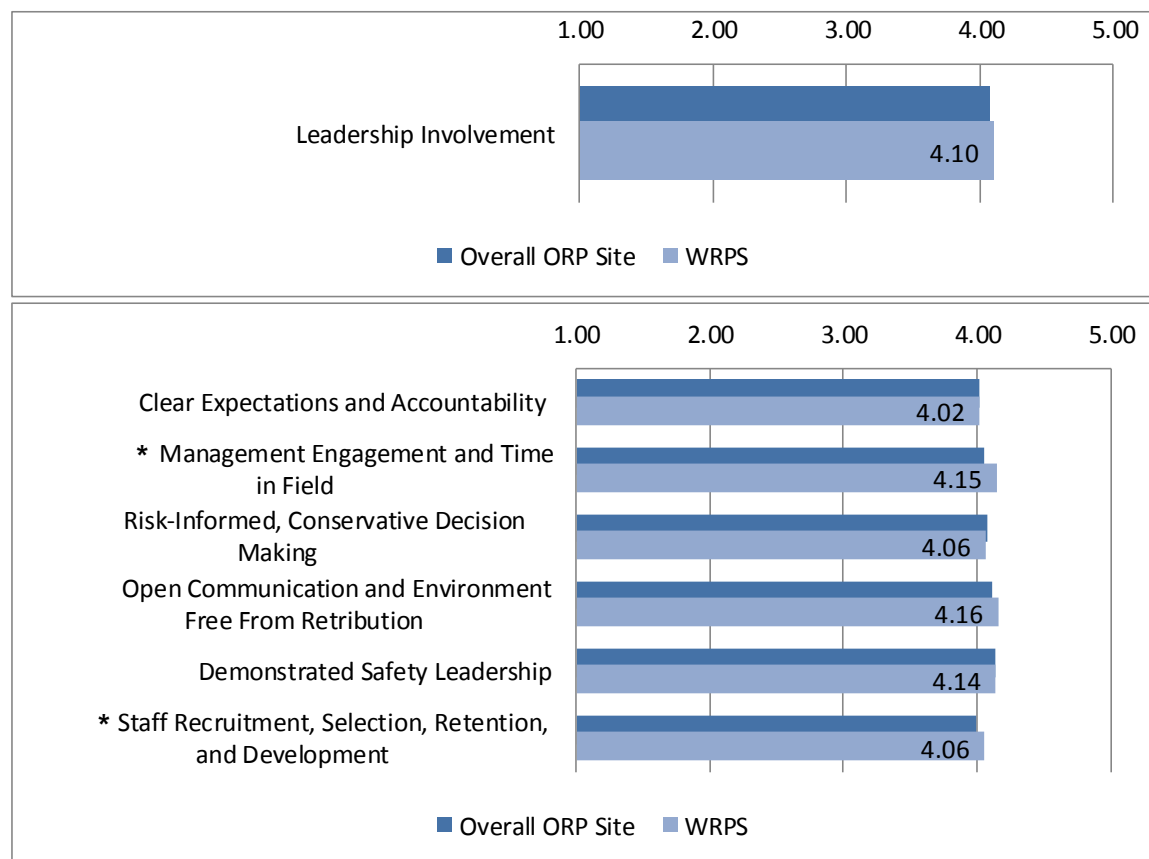 1.00 2.00 3.00 4.00 5.00
Leadership Involvement
4.10
Overall ORP Site WRPS
1.00 2.00 3.00 4.00 5.00
Clear Expectations and Accountability
4.02
* Management Engagement and Time
in Field
4.15
Risk-Informed, Conservative Decision
Making
4.06
Open Communication and Environment
Free From Retribution
4.16
Demonstrated Safety Leadership
4.14
* Staff Recruitment, Selection, Retention,
and Development
4.06
Overall ORP Site WRPS